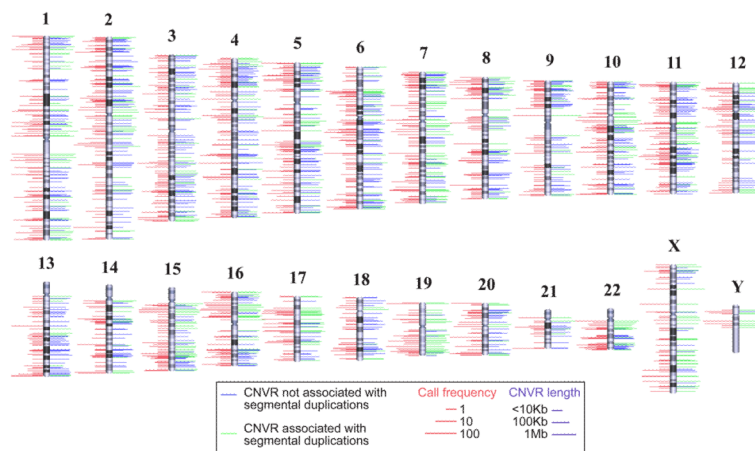 1 2 3 4 5 6 7 8 9 10 11 12
13 14 15 16 17 18 19 20 21 22 X Y
CNVR not associated with
segmental duplications
CNVR associated with
segmental duplications
Call frequency
1
10
100
CNVR length
<10Kb
100Kb
1Mb